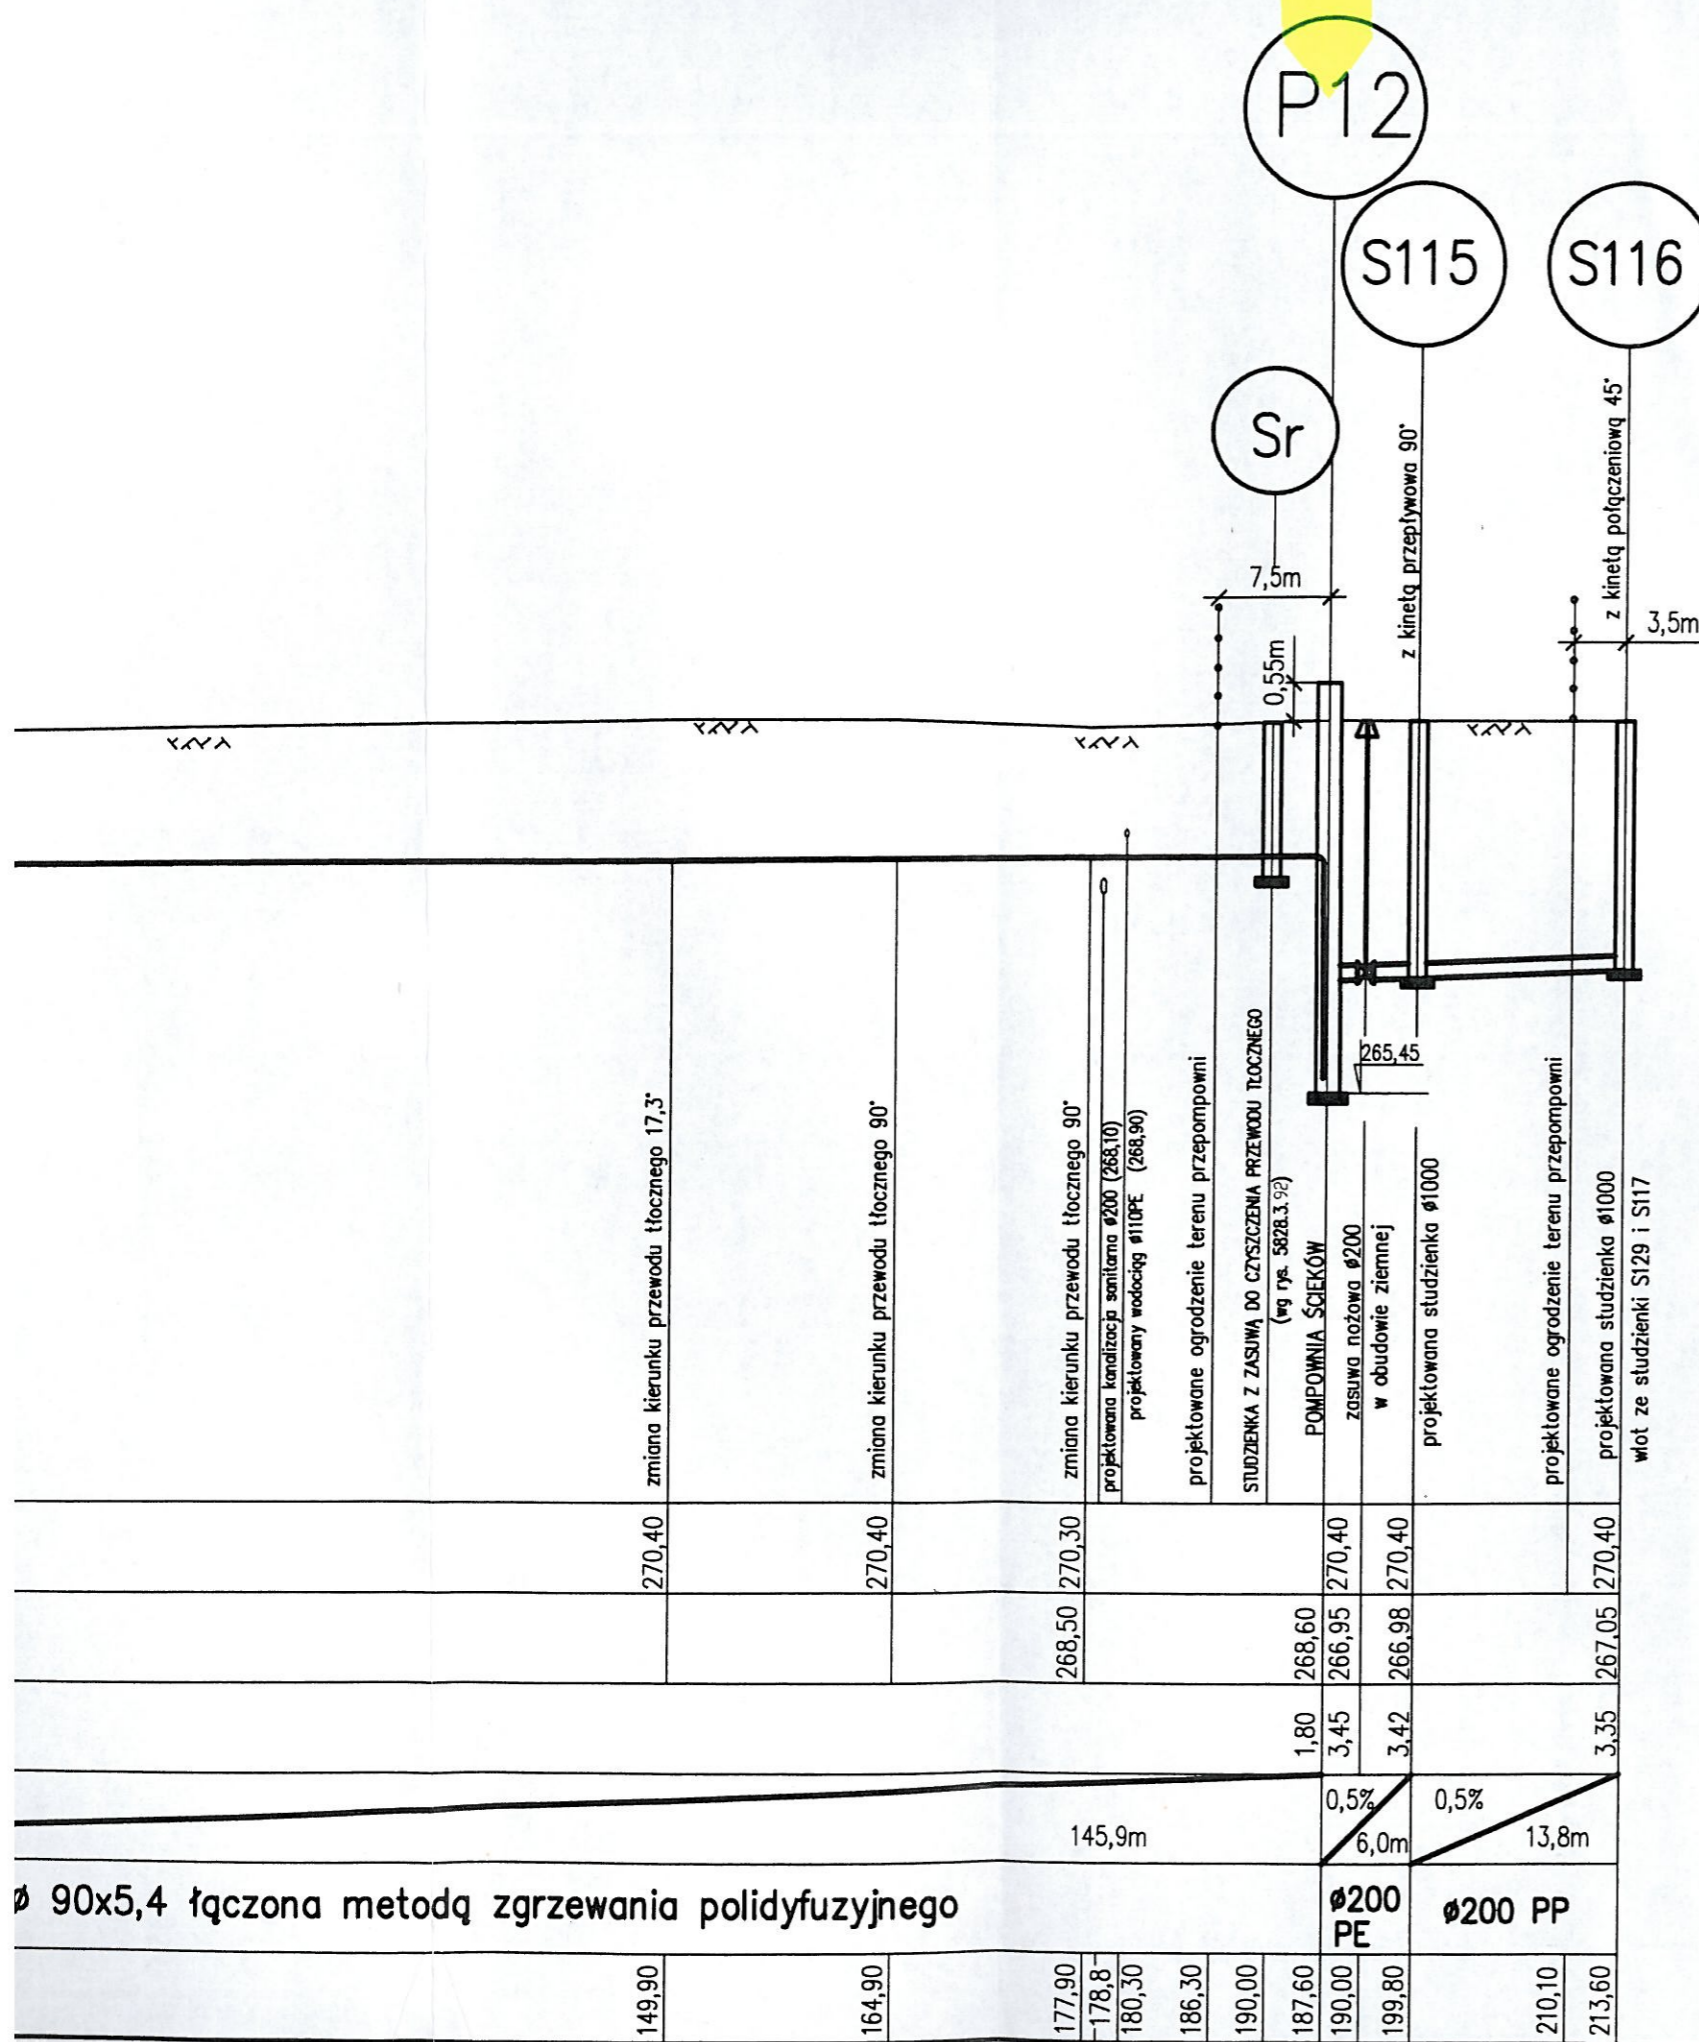 P12
S115
S116
Sr
z kinetą przepływowa 90°
z kinetą połączeniową 45°
7,5m
3,5m
0,55m
265,45
zmiana kierunku przewodu tłocznego 17,3°
zmiana kierunku przewodu tłocznego 90°
zmiana kierunku przewodu tłocznego 90°
projektowana kanalizacja sanitarna ø200 (268,10)
projektowany wodociąg ø110PE (268,90)
projektowane ogrodzenie terenu przepompowni
STUDZIENKA Z ZASUWĄ DO CZYSZCZENIA PRZEWODU TŁOCZNEGO
(wg rys. 5828.3.92)
POMPOWNIA ŚCIEKÓW
zasuwa nożowa ø200
w obudowie ziemnej
projektowana studzienka ø1000
projektowane ogrodzenie terenu przepompowni
projektowana studzienka ø1000
wlot ze studzienki S129 i S117
270,40 270,40 270,30 270,40 270,40 270,40
268,50 268,60 266,95 266,98 267,05
1,80 3,45 3,42 3,35
0,5% 0,5%
145,9m 6,0m 13,8m
ø 90x5,4 łączona metodą zgrzewania polidyfuzyjnego
ø200
PE
ø200 PP
149,90 164,90 177,90 178,8 180,30 186,30 190,00 187,60 190,00 199,80 210,10 213,60